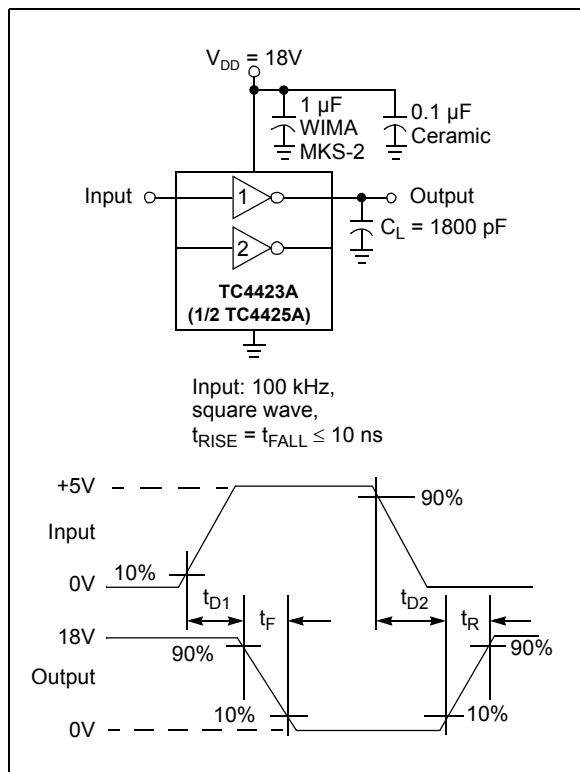 V_DD = 18V
1 µF
WIMA
MKS-2
0.1 µF
Ceramic
Input
1
Output
C_L = 1800 pF
2
TC4423A
(1/2 TC4425A)
Input: 100 kHz,
square wave,
t_RISE = t_FALL ≤ 10 ns
+5V
90%
Input
10%
0V
t_D1
t_F
t_D2
t_R
18V
90%
90%
Output
10%
10%
0V